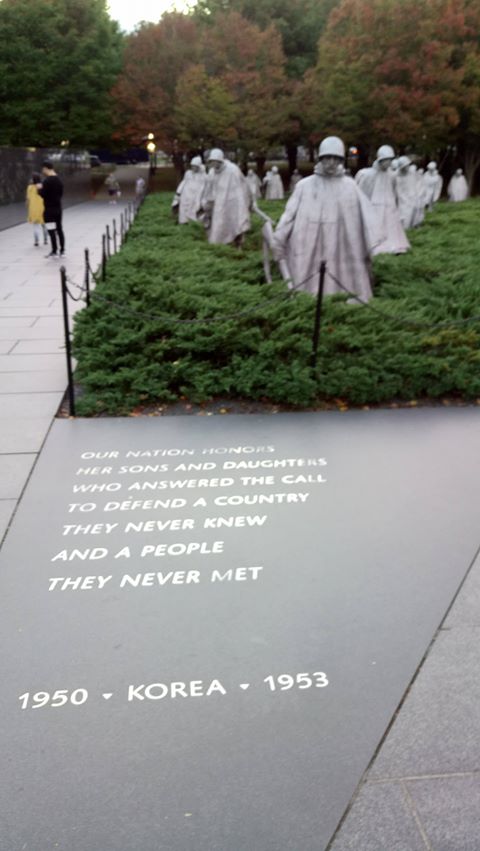 OUR NATION HONORS
HER SONS AND DAUGHTERS
WHO ANSWERED THE CALL
TO DEFEND A COUNTRY
THEY NEVER KNEW
AND A PEOPLE
THEY NEVER MET
1950 • KOREA • 1953